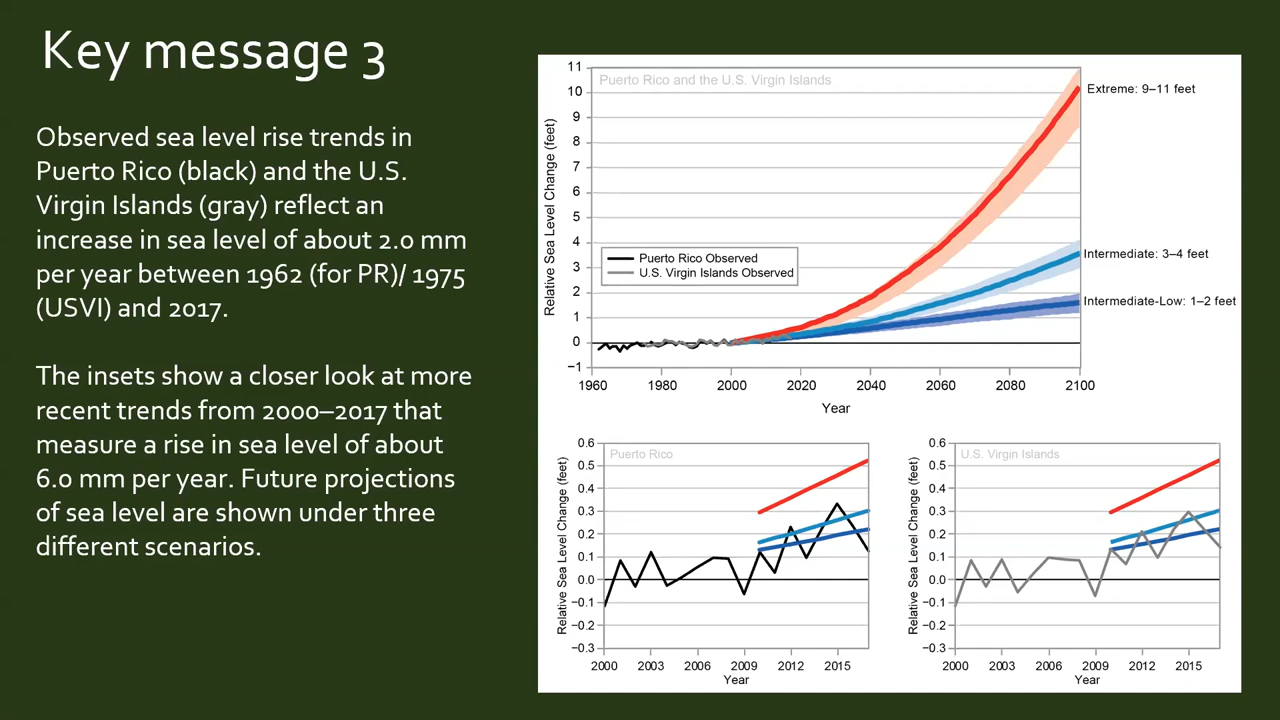 Key message 3
Observed sea level rise trends in
Puerto Rico (black) and the U.S.
Virgin Islands (gray) reflect an
increase in sea level of about 2.0 mm
per year between 1962 (for PR)/ 1975
(USVI) and 2017.
The insets show a closer look at more
recent trends from 2000–2017 that
measure a rise in sea level of about
6.0 mm per year. Future projections
of sea level are shown under three
different scenarios.
Puerto Rico and the U.S. Virgin Islands
Relative Sea Level Change (feet)
11
10
9
8
7
6
5
4
3
2
1
0
−1
Extreme: 9–11 feet
Intermediate: 3–4 feet
Intermediate-Low: 1–2 feet
Puerto Rico Observed
U.S. Virgin Islands Observed
1960 1980 2000 2020 2040 2060 2080 2100
Year
Puerto Rico
Relative Sea Level Change (feet)
0.6
0.5
0.4
0.3
0.2
0.1
0.0
−0.1
−0.2
−0.3
2000 2003 2006 2009 2012 2015
Year
U.S. Virgin Islands
Relative Sea Level Change (feet)
0.6
0.5
0.4
0.3
0.2
0.1
0.0
−0.1
−0.2
−0.3
2000 2003 2006 2009 2012 2015
Year